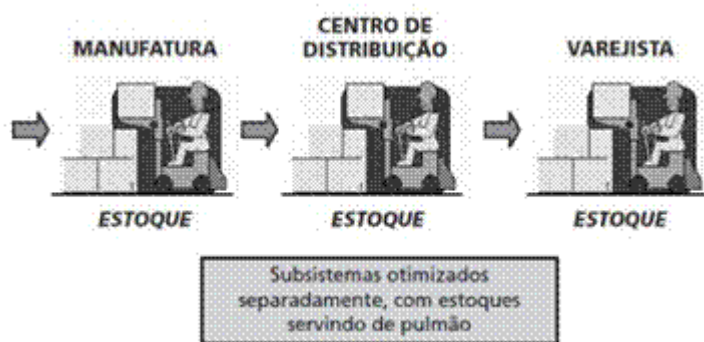 MANUFATURA
CENTRO DE
DISTRIBUIÇÃO
VAREJISTA
ESTOQUE
ESTOQUE
ESTOQUE
Subsistemas otimizados
separadamente, com estoques
servindo de pulmão